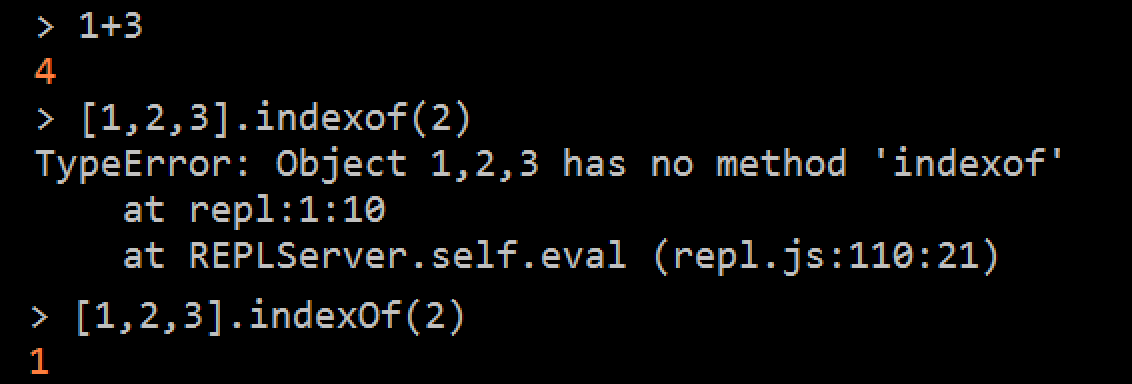 > 1+3
4
> [1,2,3].indexof(2)
TypeError: Object 1,2,3 has no method 'indexof'
    at repl:1:10
    at REPLServer.self.eval (repl.js:110:21)
> [1,2,3].indexOf(2)
1